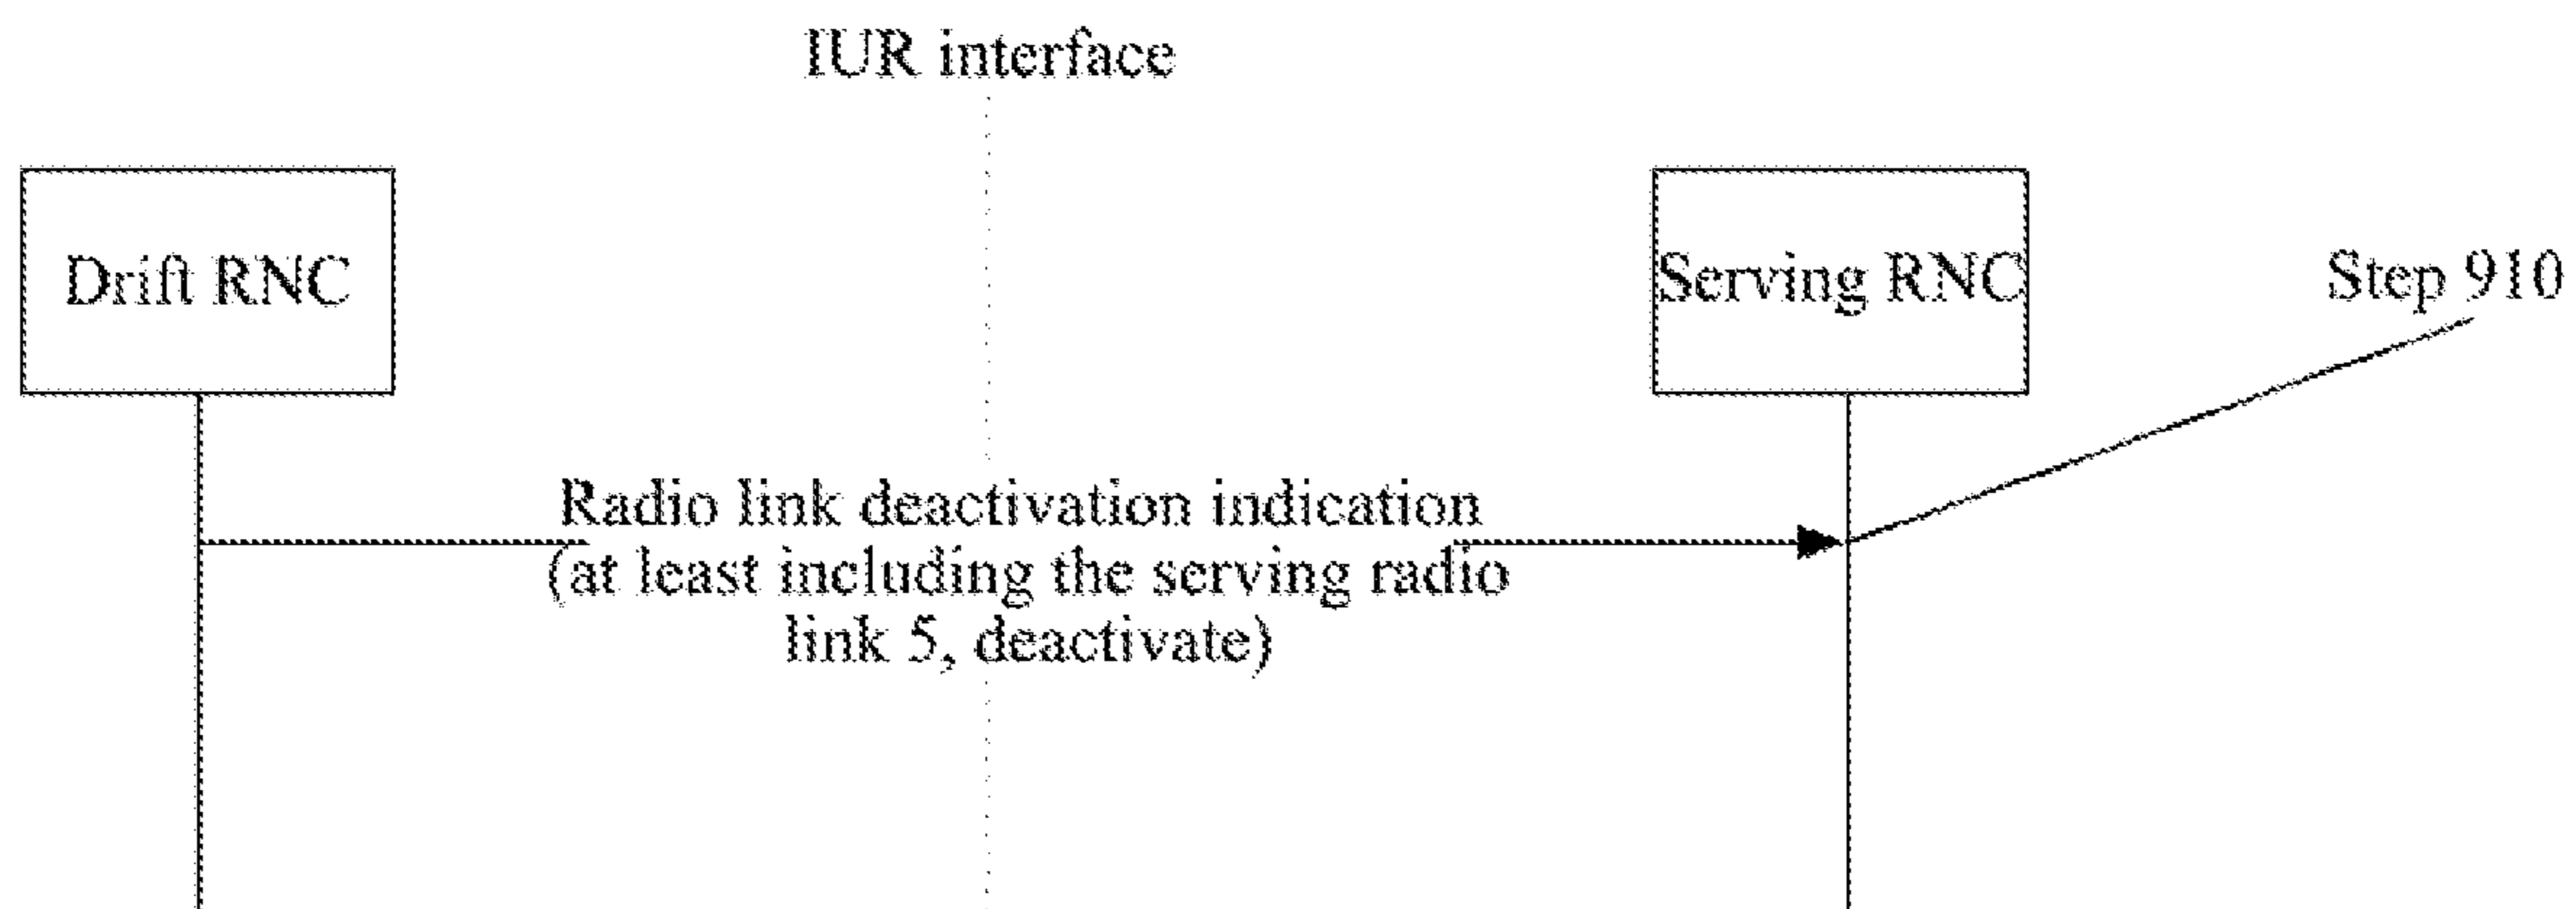 IUR interface
Drift RNC
Serving RNC
Step 910
Radio link deactivation indication
(at least including the serving radio
link 5, deactivate)